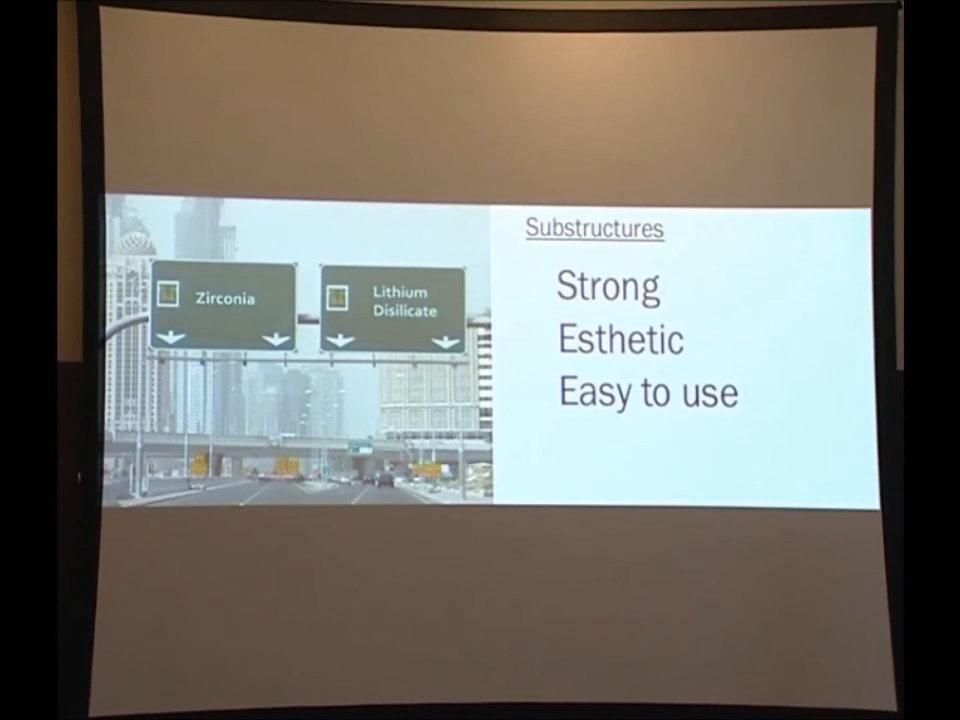 Substructures
Zirconia
Lithium
Disilicate
Strong
Esthetic
Easy to use